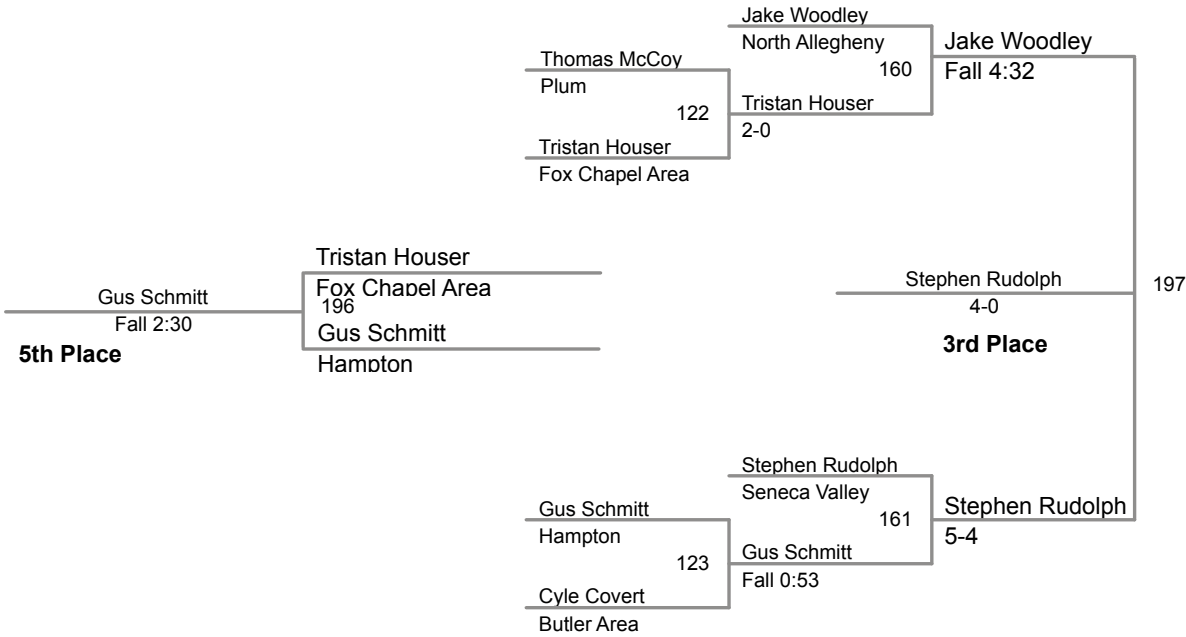 Jake Woodley
North Allegheny
160
Jake Woodley
Fall 4:32
Thomas McCoy
Plum
122
Tristan Houser
2-0
Tristan Houser
Fox Chapel Area
Tristan Houser
Fox Chapel Area
196
Gus Schmitt
Hampton
Gus Schmitt
Fall 2:30
5th Place
Stephen Rudolph
4-0
3rd Place
197
Stephen Rudolph
Seneca Valley
161
Stephen Rudolph
5-4
Gus Schmitt
Hampton
123
Gus Schmitt
Fall 0:53
Cyle Covert
Butler Area